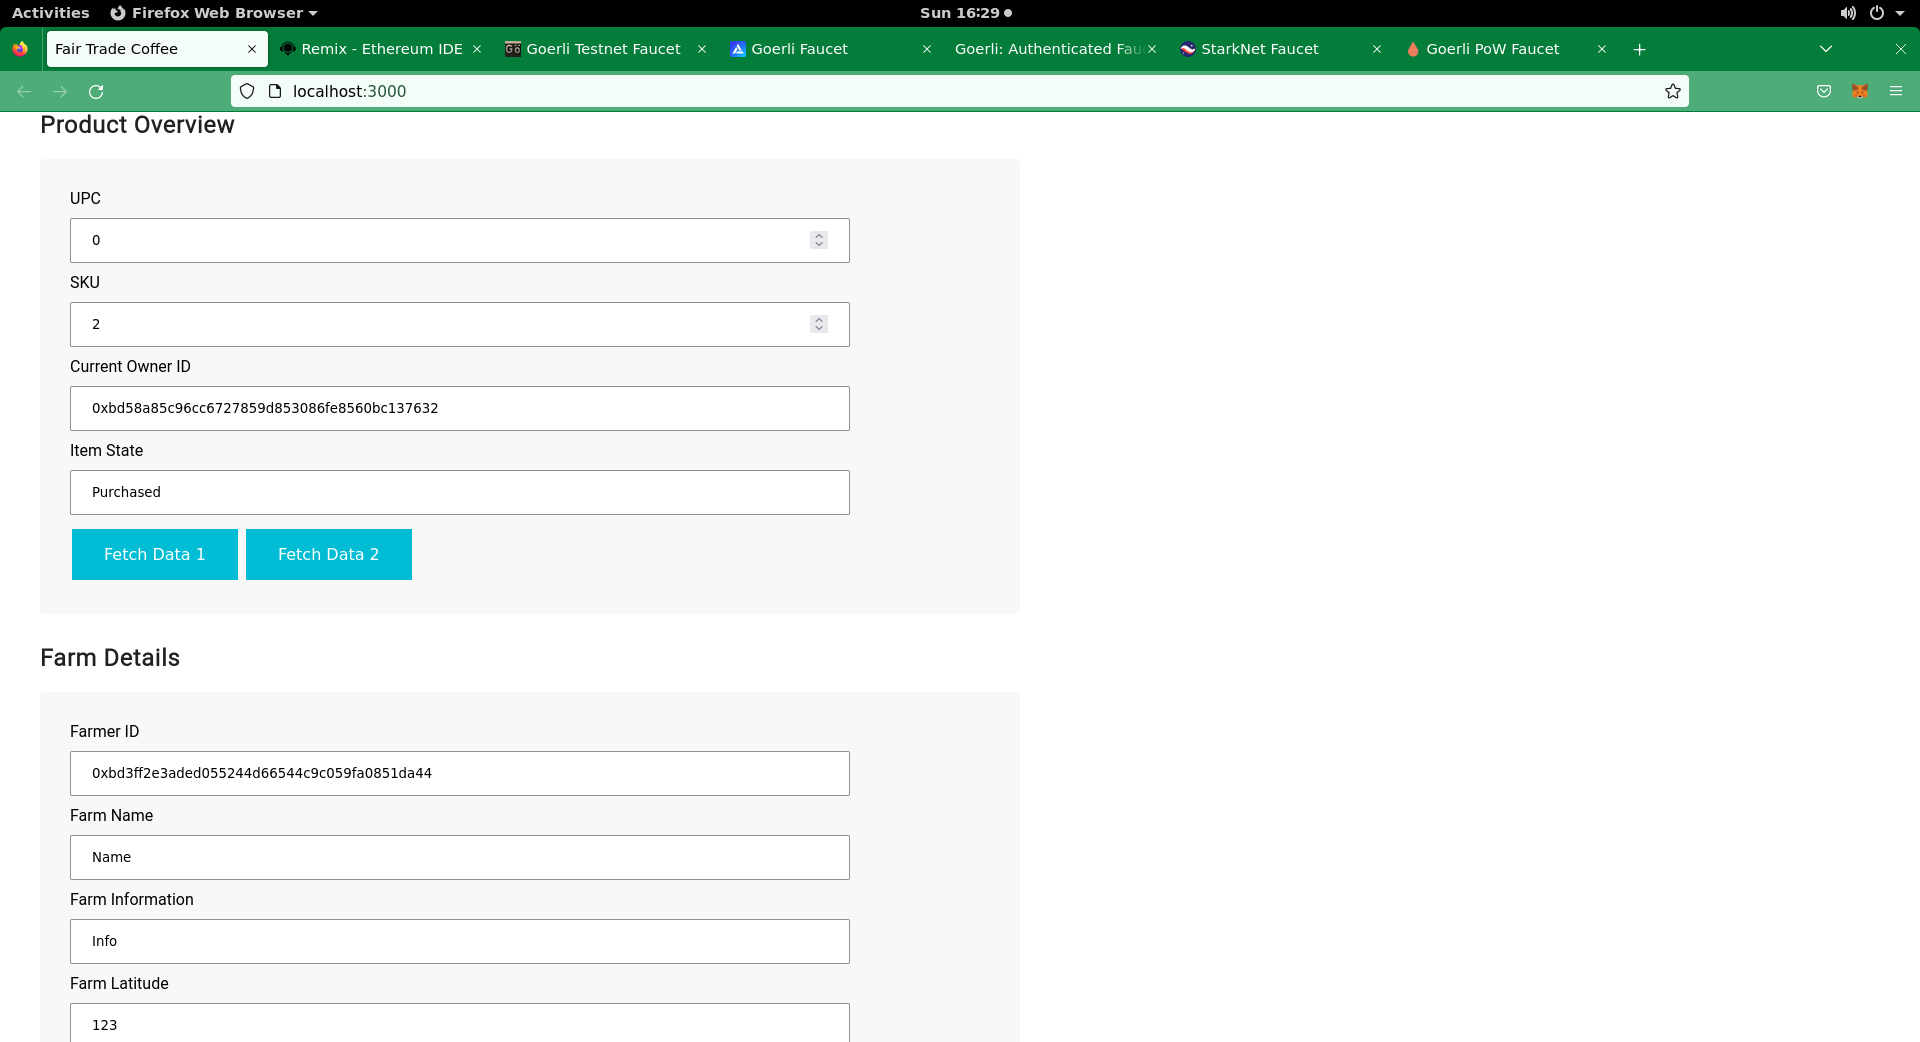 Activities Firefox Web Browser Sun 16:29
Fair Trade Coffee Remix - Ethereum IDE Goerli Testnet Faucet Goerli Faucet Goerli: Authenticated Fau StarkNet Faucet Goerli PoW Faucet
localhost:3000
Product Overview
UPC
0
SKU
2
Current Owner ID
0xbd58a85c96cc6727859d853086fe8560bc137632
Item State
Purchased
Fetch Data 1 Fetch Data 2
Farm Details
Farmer ID
0xbd3ff2e3aded055244d66544c9c059fa0851da44
Farm Name
Name
Farm Information
Info
Farm Latitude
123